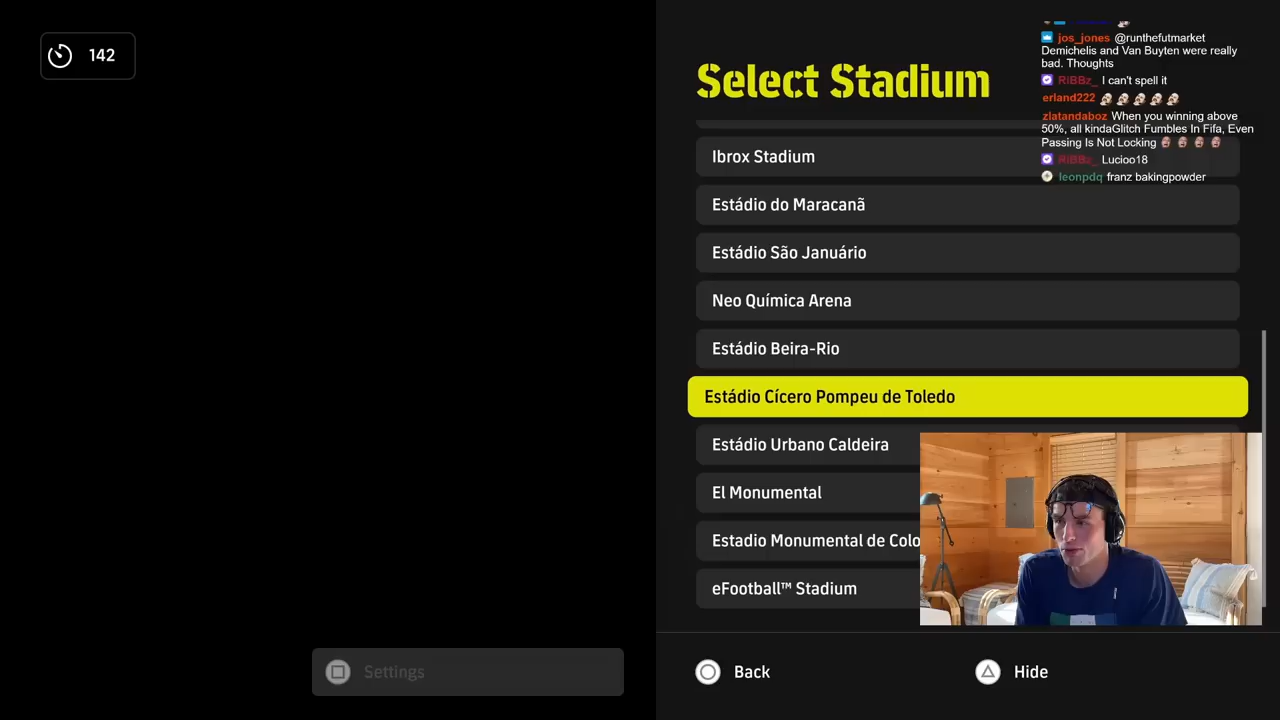 142
Select Stadium
Ibrox Stadium
Estádio do Maracanã
Estádio São Januário
Neo Química Arena
Estádio Beira-Rio
Estádio Cícero Pompeu de Toledo
Estádio Urbano Caldeira
El Monumental
Estadio Monumental de Colo
eFootball™ Stadium
Settings
Back
Hide
jos_jones @runthefutmarket
Demichelis and Van Buyten were really
bad. Thoughts
RiBBz_ I can't spell it
erland222
zlatandaboz When you winning above
50%, all kindaGlitch Fumbles In Fifa, Even
Passing Is Not Locking
RiBBz_ Lucioo18
leonpdq franz bakingpowder